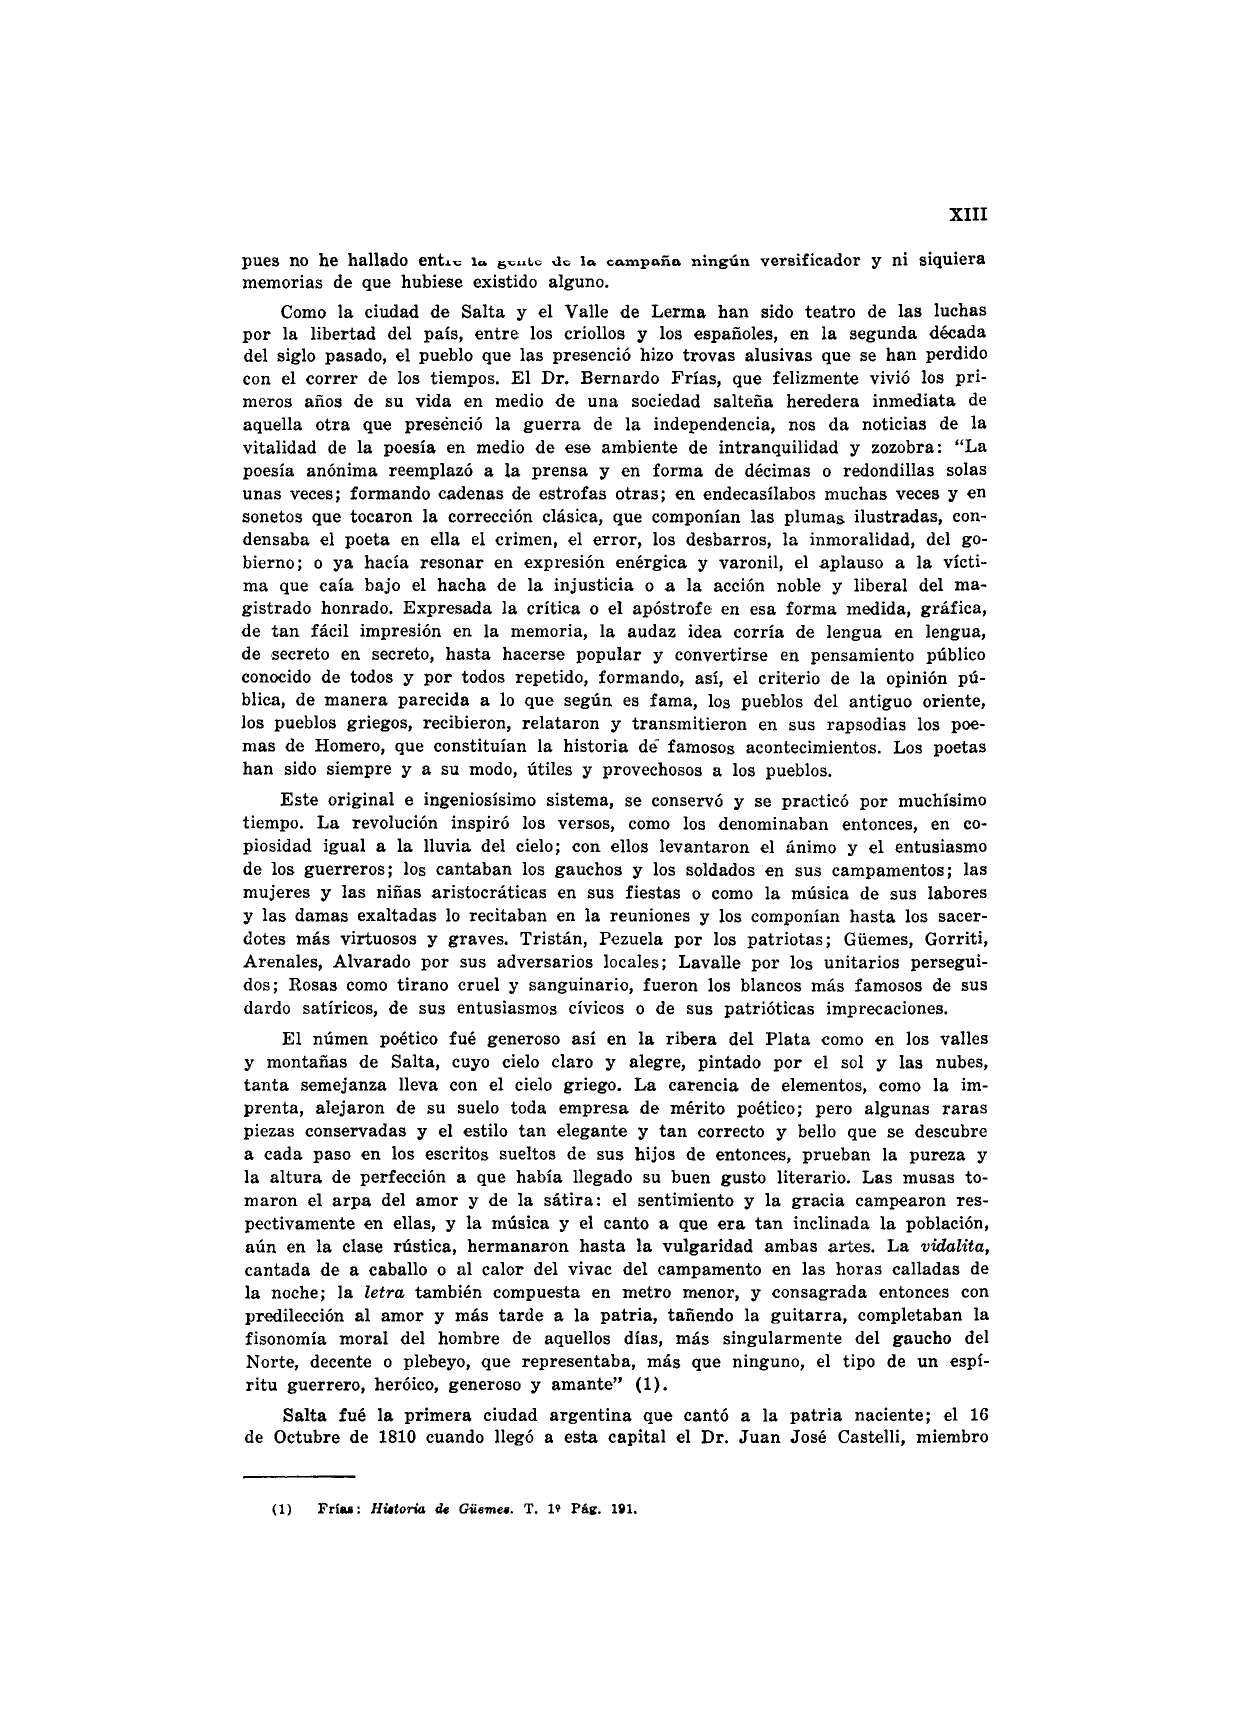 XIII
pues no he hallado entre la gente de la campaña ningún versificador y ni siquiera
memorias de que hubiese existido alguno.
Como la ciudad de Salta y el Valle de Lerma han sido teatro de las luchas
por la libertad del país, entre los criollos y los españoles, en la segunda década
del siglo pasado, el pueblo que las presenció hizo trovas alusivas que se han perdido
con el correr de los tiempos. El Dr. Bernardo Frías, que felizmente vivió los pri-
meros años de su vida en medio de una sociedad salteña heredera inmediata de
aquella otra que presenció la guerra de la independencia, nos da noticias de la
vitalidad de la poesía en medio de ese ambiente de intranquilidad y zozobra: “La
poesía anónima reemplazó a la prensa y en forma de décimas o redondillas solas
unas veces; formando cadenas de estrofas otras; en endecasílabos muchas veces y en
sonetos que tocaron la corrección clásica, que componían las plumas ilustradas, con-
densaba el poeta en ella el crimen, el error, los desbarros, la inmoralidad, del go-
bierno; o ya hacía resonar en expresión enérgica y varonil, el aplauso a la vícti-
ma que caía bajo el hacha de la injusticia o a la acción noble y liberal del ma-
gistrado honrado. Expresada la crítica o el apóstrofe en esa forma medida, gráfica,
de tan fácil impresión en la memoria, la audaz idea corría de lengua en lengua,
de secreto en secreto, hasta hacerse popular y convertirse en pensamiento público
conocido de todos y por todos repetido, formando, así, el criterio de la opinión pú-
blica, de manera parecida a lo que según es fama, los pueblos del antiguo oriente,
los pueblos griegos, recibieron, relataron y transmitieron en sus rapsodias los poe-
mas de Homero, que constituían la historia de famosos acontecimientos. Los poetas
han sido siempre y a su modo, útiles y provechosos a los pueblos.
Este original e ingeniosísimo sistema, se conservó y se practicó por muchísimo
tiempo. La revolución inspiró los versos, como los denominaban entonces, en co-
piosidad igual a la lluvia del cielo; con ellos levantaron el ánimo y el entusiasmo
de los guerreros; los cantaban los gauchos y los soldados en sus campamentos; las
mujeres y las niñas aristocráticas en sus fiestas o como la música de sus labores
y las damas exaltadas lo recitaban en la reuniones y los componían hasta los sacer-
dotes más virtuosos y graves. Tristán, Pezuela por los patriotas; Güemes, Gorriti,
Arenales, Alvarado por sus adversarios locales; Lavalle por los unitarios persegui-
dos; Rosas como tirano cruel y sanguinario, fueron los blancos más famosos de sus
dardo satíricos, de sus entusiasmos cívicos o de sus patrióticas imprecaciones.
El númen poético fué generoso así en la ribera del Plata como en los valles
y montañas de Salta, cuyo cielo claro y alegre, pintado por el sol y las nubes,
tanta semejanza lleva con el cielo griego. La carencia de elementos, como la im-
prenta, alejaron de su suelo toda empresa de mérito poético; pero algunas raras
piezas conservadas y el estilo tan elegante y tan correcto y bello que se descubre
a cada paso en los escritos sueltos de sus hijos de entonces, prueban la pureza y
la altura de perfección a que había llegado su buen gusto literario. Las musas to-
maron el arpa del amor y de la sátira: el sentimiento y la gracia campearon res-
pectivamente en ellas, y la música y el canto a que era tan inclinada la población,
aún en la clase rústica, hermanaron hasta la vulgaridad ambas artes. La vidalita,
cantada de a caballo o al calor del vivac del campamento en las horas calladas de
la noche; la letra también compuesta en metro menor, y consagrada entonces con
predilección al amor y más tarde a la patria, tañendo la guitarra, completaban la
fisonomía moral del hombre de aquellos días, más singularmente del gaucho del
Norte, decente o plebeyo, que representaba, más que ninguno, el tipo de un espí-
ritu guerrero, heróico, generoso y amante” (1).
Salta fué la primera ciudad argentina que cantó a la patria naciente; el 16
de Octubre de 1810 cuando llegó a esta capital el Dr. Juan José Castelli, miembro
(1) Frías: Historia de Güemes. T. 1º Pág. 191.